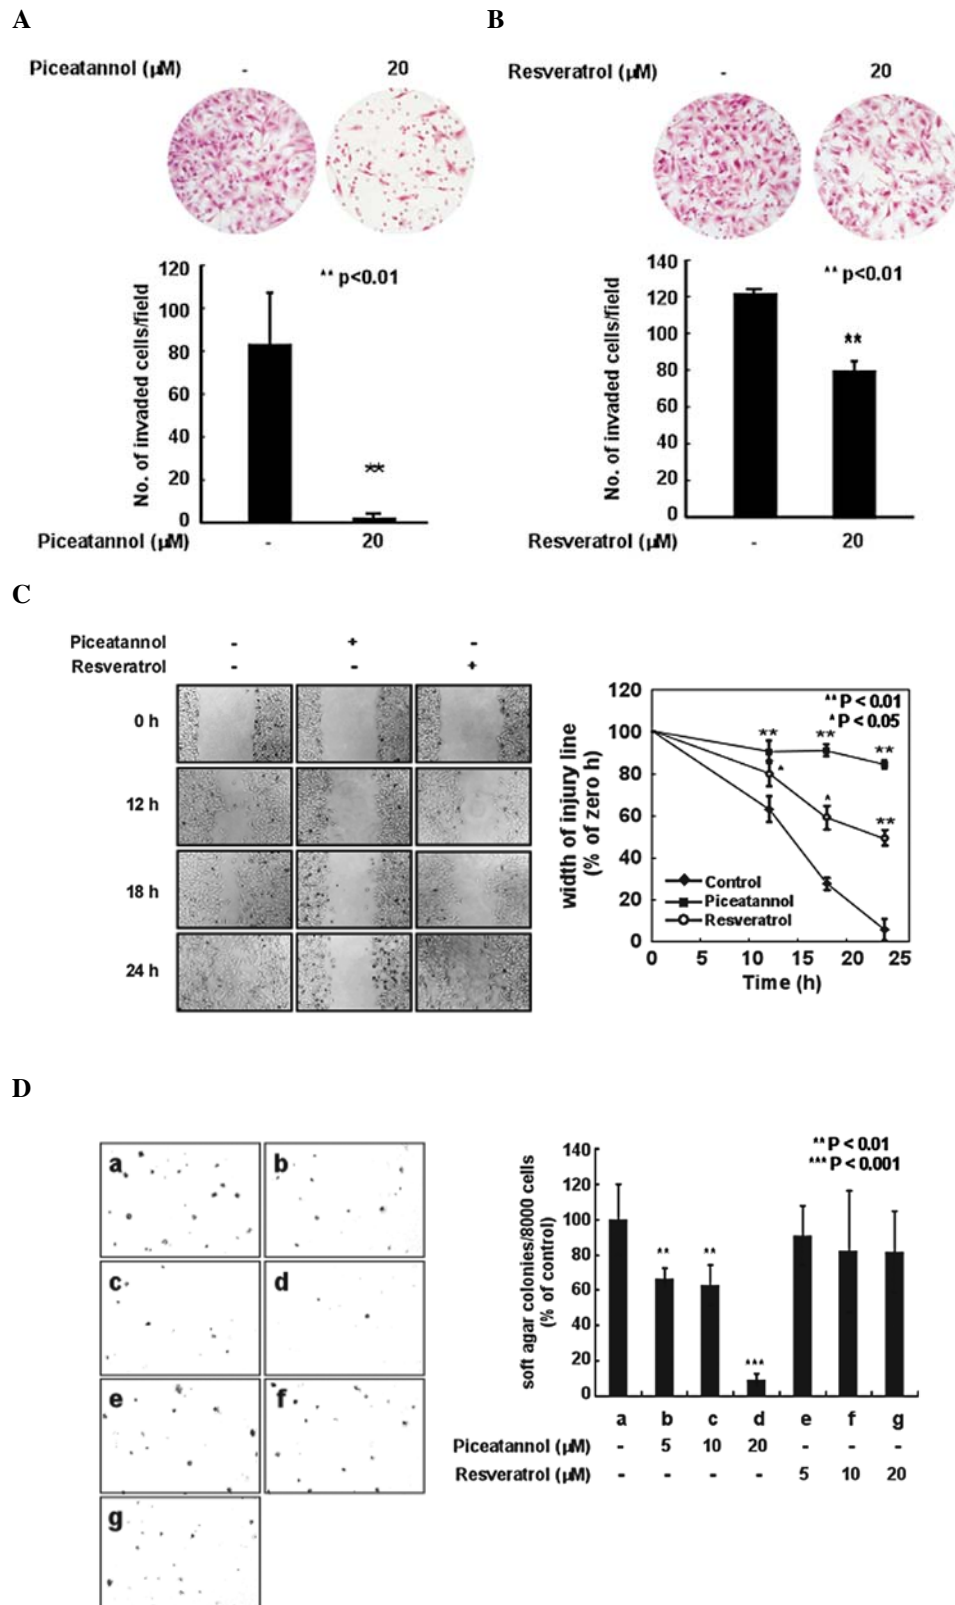 A
Piceatannol (μM) - 20
120
100
80
60
40
20
0
No. of invaded cells/field
** p<0.01
**
Piceatannol (μM) - 20
B
Resveratrol (μM) - 20
140
120
100
80
60
40
20
0
No. of invaded cells/field
** p<0.01
**
Resveratrol (μM) - 20
C
Piceatannol - + -
Resveratrol - - +
0 h
12 h
18 h
24 h
120
100
80
60
40
20
0
width of injury line
(% of zero h)
** P < 0.01
* P < 0.05
** ** **
* * **
Control
Piceatannol
Resveratrol
0 5 10 15 20 25
Time (h)
D
a b
c d
e f
g
140
120
100
80
60
40
20
0
soft agar colonies/8000 cells
(% of control)
** P < 0.01
*** P < 0.001
** ** ***
a b c d e f g
Piceatannol (μM) - 5 10 20 - - -
Resveratrol (μM) - - - - 5 10 20